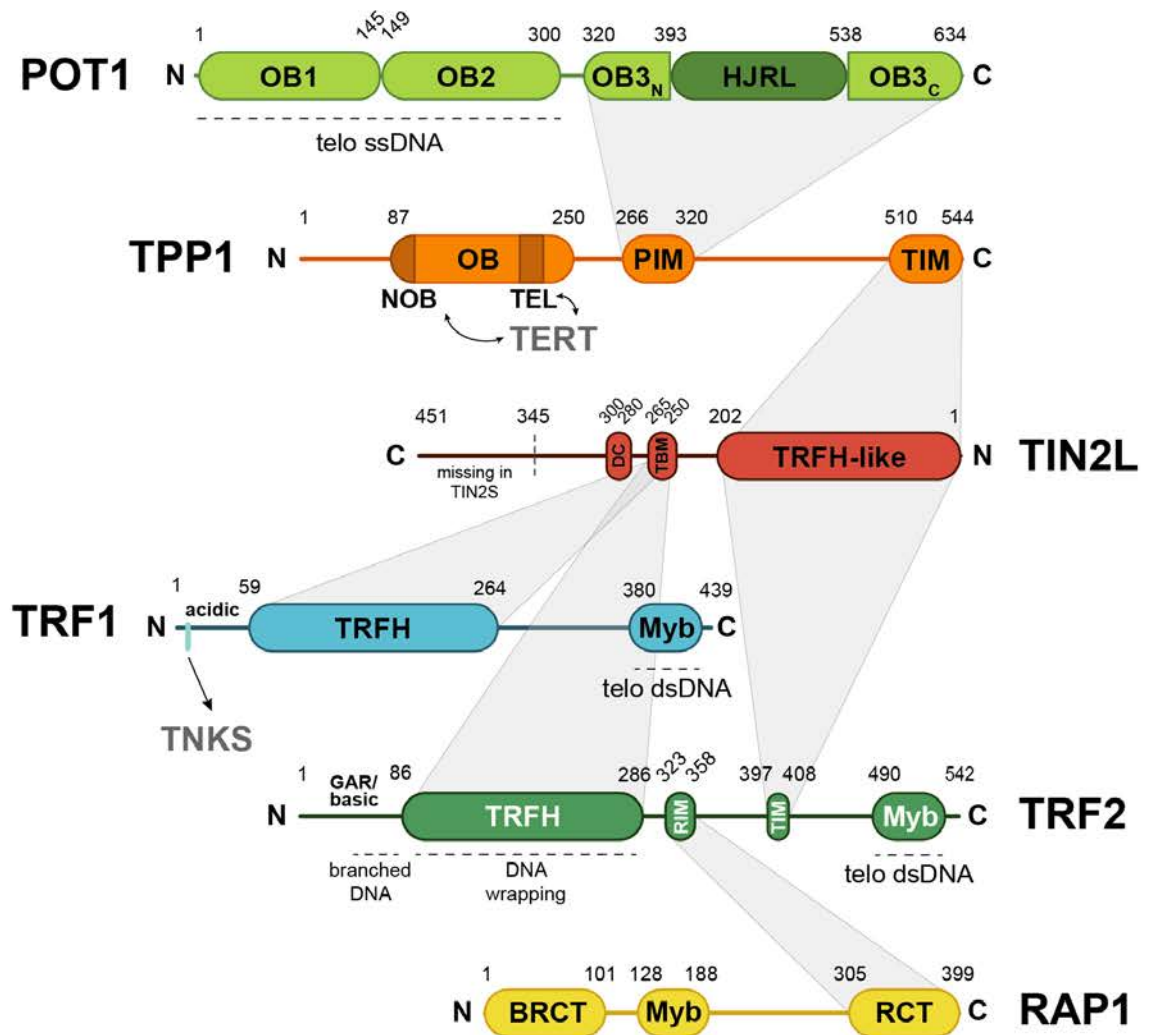 1 145 149 300 320 393 538 634
POT1 N OB1 OB2 OB3N HJRL OB3C C
telo ssDNA
1 87 250 266 320 510 544
TPP1 N OB PIM TIM C
NOB TEL
TERT
451 345 300 280 265 250 202 1
C DC TBM TRFH-like N TIN2L
missing in
TIN2S
1 59 264 380 439
acidic
TRF1 N TRFH Myb C
telo dsDNA
TNKS
1 86 286 323 358 397 408 490 542
GAR/
basic
N TRFH RIM TIM Myb C TRF2
branched
DNA
DNA
wrapping
telo dsDNA
1 101 128 188 305 399
N BRCT Myb RCT C RAP1